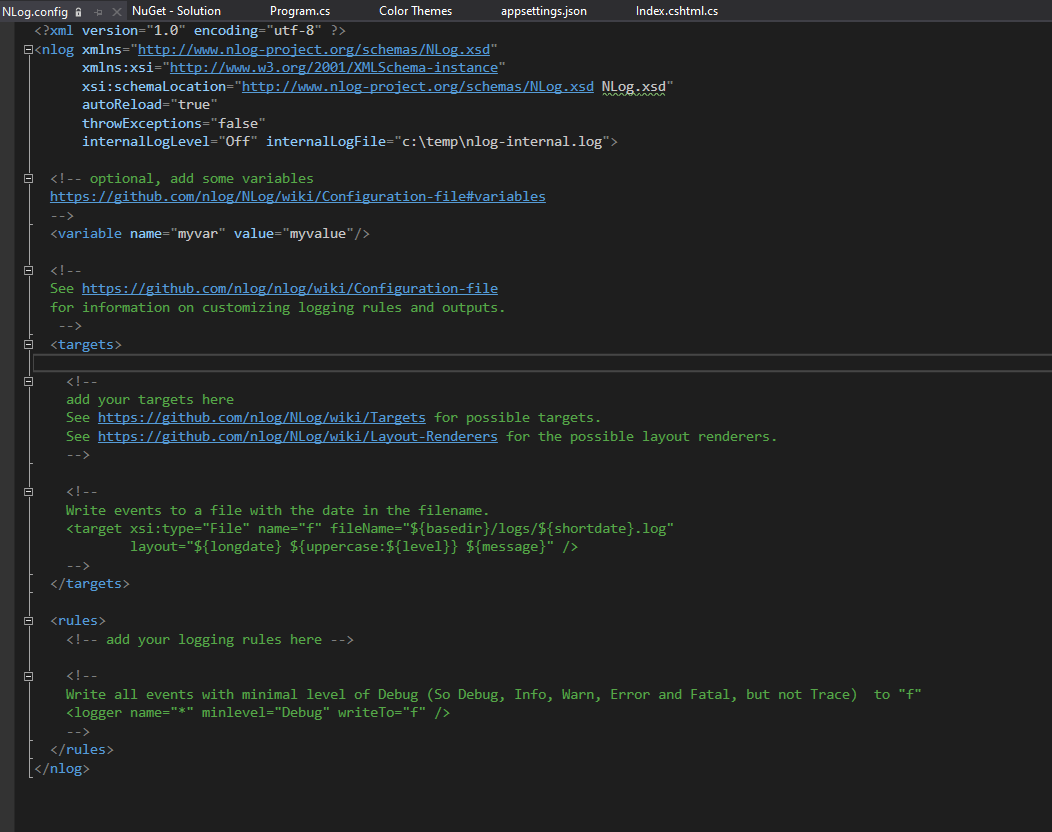 NLog.config NuGet - Solution Program.cs Color Themes appsettings.json Index.cshtml.cs
<?xml version="1.0" encoding="utf-8" ?>
<nlog xmlns="http://www.nlog-project.org/schemas/NLog.xsd"
xmlns:xsi="http://www.w3.org/2001/XMLSchema-instance"
xsi:schemaLocation="http://www.nlog-project.org/schemas/NLog.xsd NLog.xsd"
autoReload="true"
throwExceptions="false"
internalLogLevel="Off" internalLogFile="c:\temp\nlog-internal.log">
<!-- optional, add some variables
https://github.com/nlog/NLog/wiki/Configuration-file#variables
-->
<variable name="myvar" value="myvalue"/>
<!--
See https://github.com/nlog/nlog/wiki/Configuration-file
for information on customizing logging rules and outputs.
-->
<targets>
<!--
add your targets here
See https://github.com/nlog/NLog/wiki/Targets for possible targets.
See https://github.com/nlog/NLog/wiki/Layout-Renderers for the possible layout renderers.
-->
<!--
Write events to a file with the date in the filename.
<target xsi:type="File" name="f" fileName="${basedir}/logs/${shortdate}.log"
layout="${longdate} ${uppercase:${level}} ${message}" />
-->
</targets>
<rules>
<!-- add your logging rules here -->
<!--
Write all events with minimal level of Debug (So Debug, Info, Warn, Error and Fatal, but not Trace)  to "f"
<logger name="*" minlevel="Debug" writeTo="f" />
-->
</rules>
</nlog>